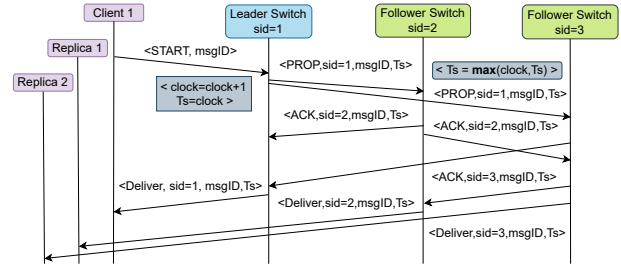 Client 1
Leader Switch
sid=1
Follower Switch
sid=2
Follower Switch
sid=3
Replica 1
Replica 2
<START, msgID>
<PROP,sid=1,msgID,Ts>
< Ts = max(clock,Ts) >
< clock=clock+1
Ts=clock >
<PROP,sid=1,msgID,Ts>
<ACK,sid=2,msgID,Ts>
<ACK,sid=2,msgID,Ts>
<Deliver, sid=1, msgID,Ts>
<ACK,sid=3,msgID,Ts>
<Deliver,sid=2,msgID,Ts>
<Deliver,sid=3,msgID,Ts>